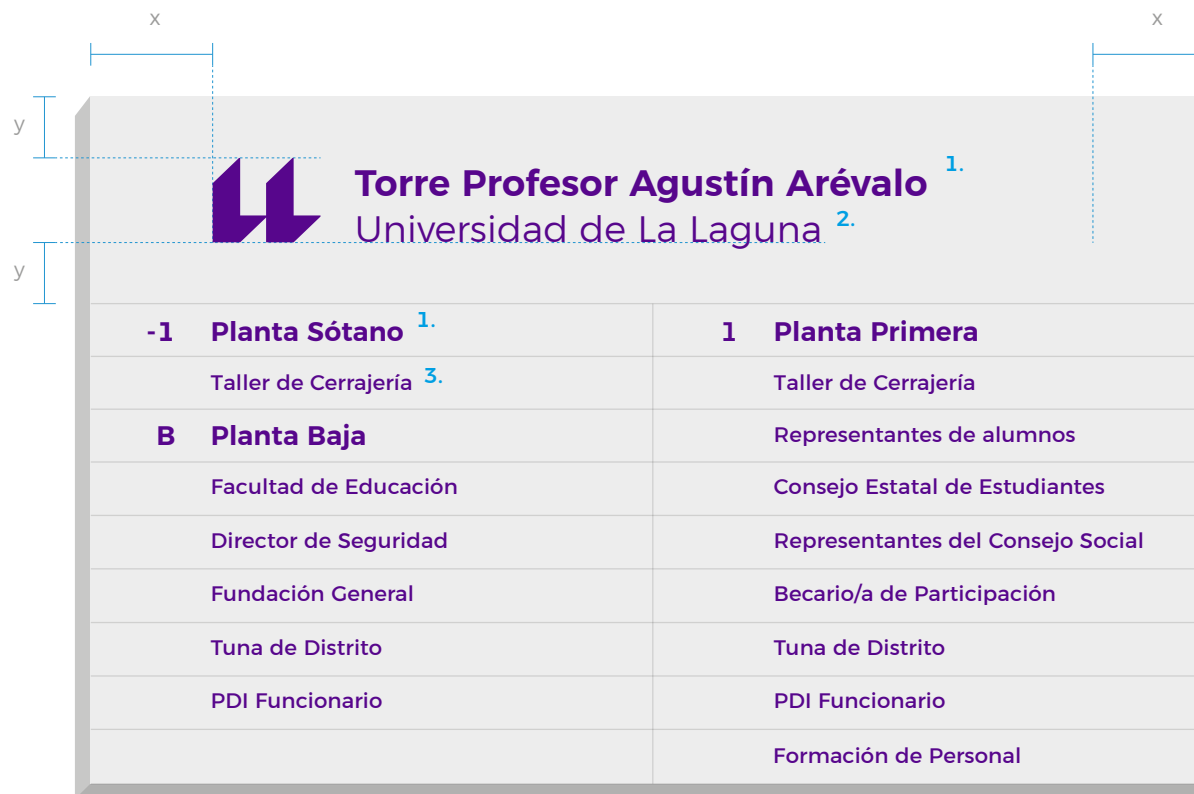 x
x
y
Torre Profesor Agustín Arévalo 1.
Universidad de La Laguna 2.
y
-1 Planta Sótano 1.
Taller de Cerrajería 3.
B Planta Baja
Facultad de Educación
Director de Seguridad
Fundación General
Tuna de Distrito
PDI Funcionario
1 Planta Primera
Taller de Cerrajería
Representantes de alumnos
Consejo Estatal de Estudiantes
Representantes del Consejo Social
Becario/a de Participación
Tuna de Distrito
PDI Funcionario
Formación de Personal